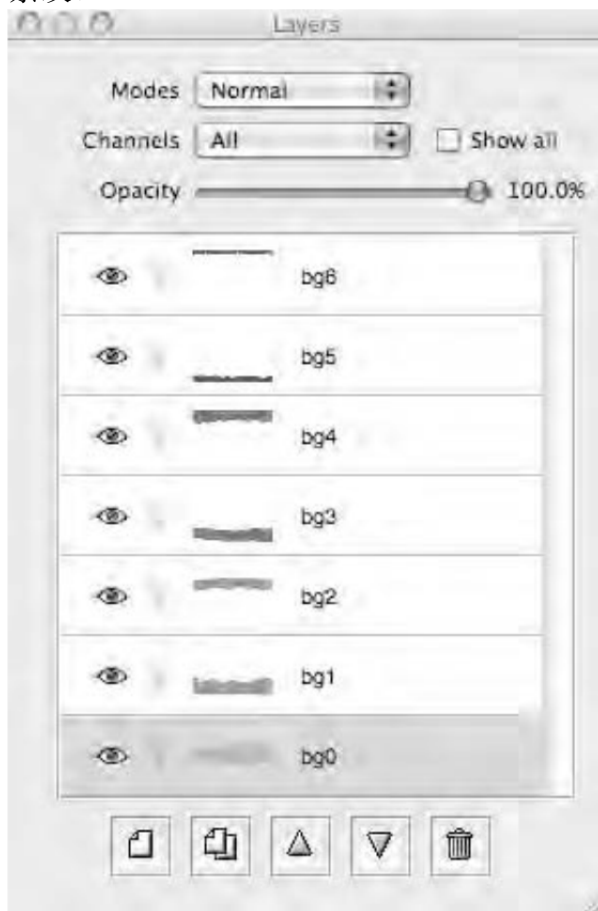 Layers
Modes Normal
Channels All Show all
Opacity 100.0%
bg6
bg5
bg4
bg3
bg2
bg1
bg0